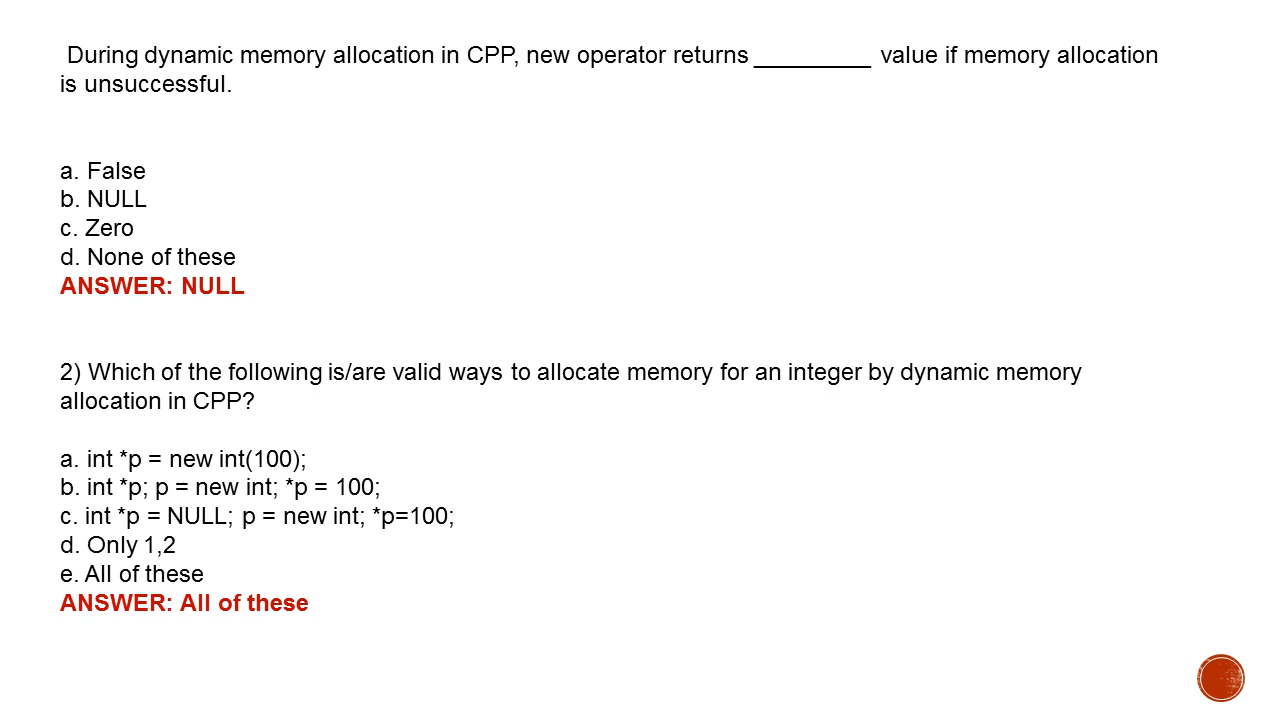 During dynamic memory allocation in CPP, new operator returns _________ value if memory allocation
is unsuccessful.
a. False
b. NULL
c. Zero
d. None of these
ANSWER: NULL
2) Which of the following is/are valid ways to allocate memory for an integer by dynamic memory
allocation in CPP?
a. int *p = new int(100);
b. int *p; p = new int; *p = 100;
c. int *p = NULL; p = new int; *p=100;
d. Only 1,2
e. All of these
ANSWER: All of these